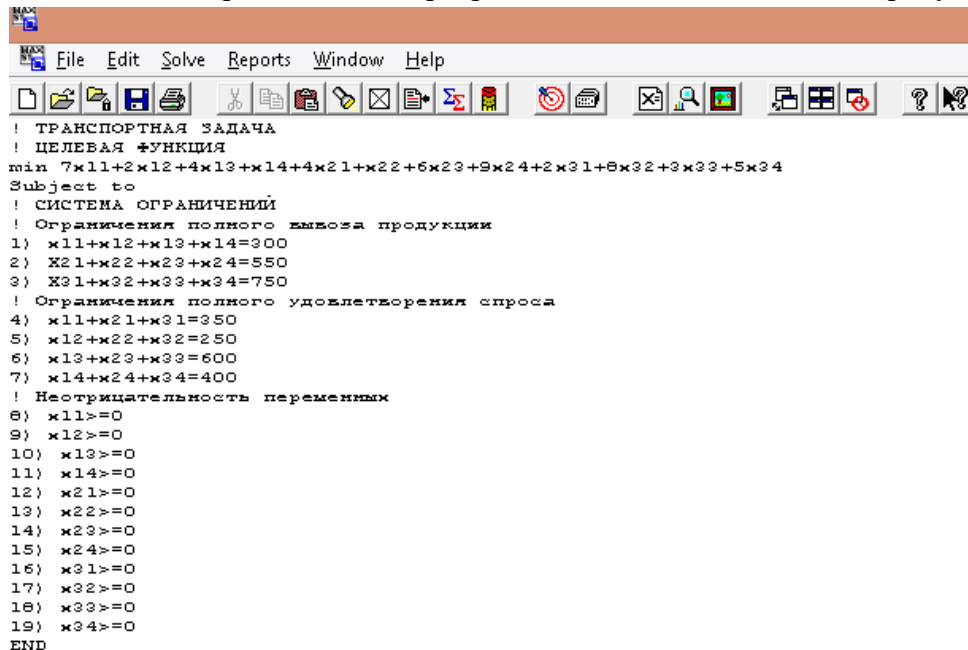 File Edit Solve Reports Window Help
! ТРАНСПОРТНАЯ ЗАДАЧА
! ЦЕЛЕВАЯ ФУНКЦИЯ
min 7x11+2x12+4x13+x14+4x21+x22+6x23+9x24+2x31+8x32+3x33+5x34
Subject to
! СИСТЕМА ОГРАНИЧЕНИЙ
! Ограничения полного вывоза продукции
1) x11+x12+x13+x14=300
2) X21+x22+x23+x24=550
3) X31+x32+x33+x34=750
! Ограничения полного удовлетворения спроса
4) x11+x21+x31=350
5) x12+x22+x32=250
6) x13+x23+x33=600
7) x14+x24+x34=400
! Неотрицательность переменных
8) x11>=0
9) x12>=0
10) x13>=0
11) x14>=0
12) x21>=0
13) x22>=0
14) x23>=0
15) x24>=0
16) x31>=0
17) x32>=0
18) x33>=0
19) x34>=0
END